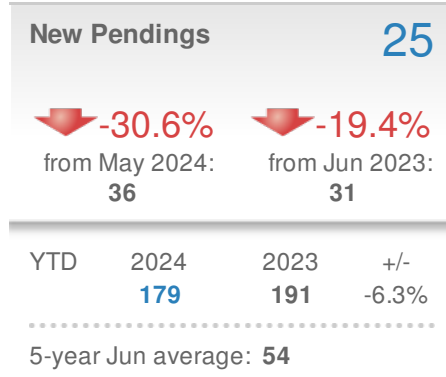 New Pendings 25
-30.6% -19.4%
from May 2024: from Jun 2023:
36 31
YTD 2024 2023 +/-
179 191 -6.3%
5-year Jun average: 54